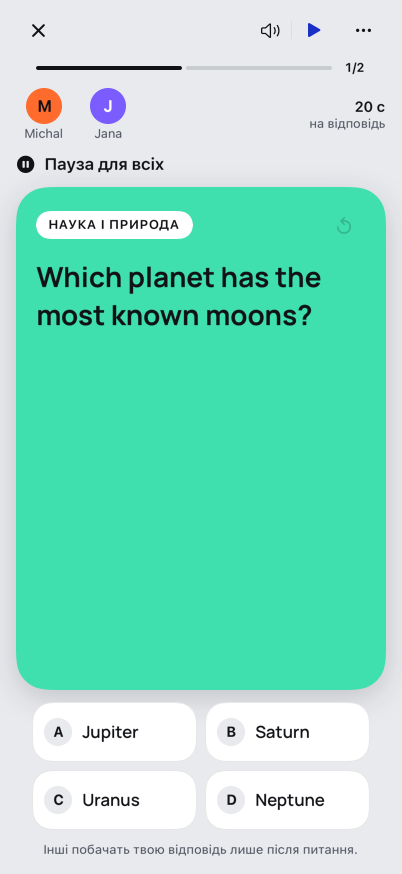 1/2
M
J
Michal
Jana
20 с
на відповідь
Пауза для всіх
НАУКА І ПРИРОДА
Which planet has the
most known moons?
A Jupiter
B Saturn
C Uranus
D Neptune
Інші побачать твою відповідь лише після питання.